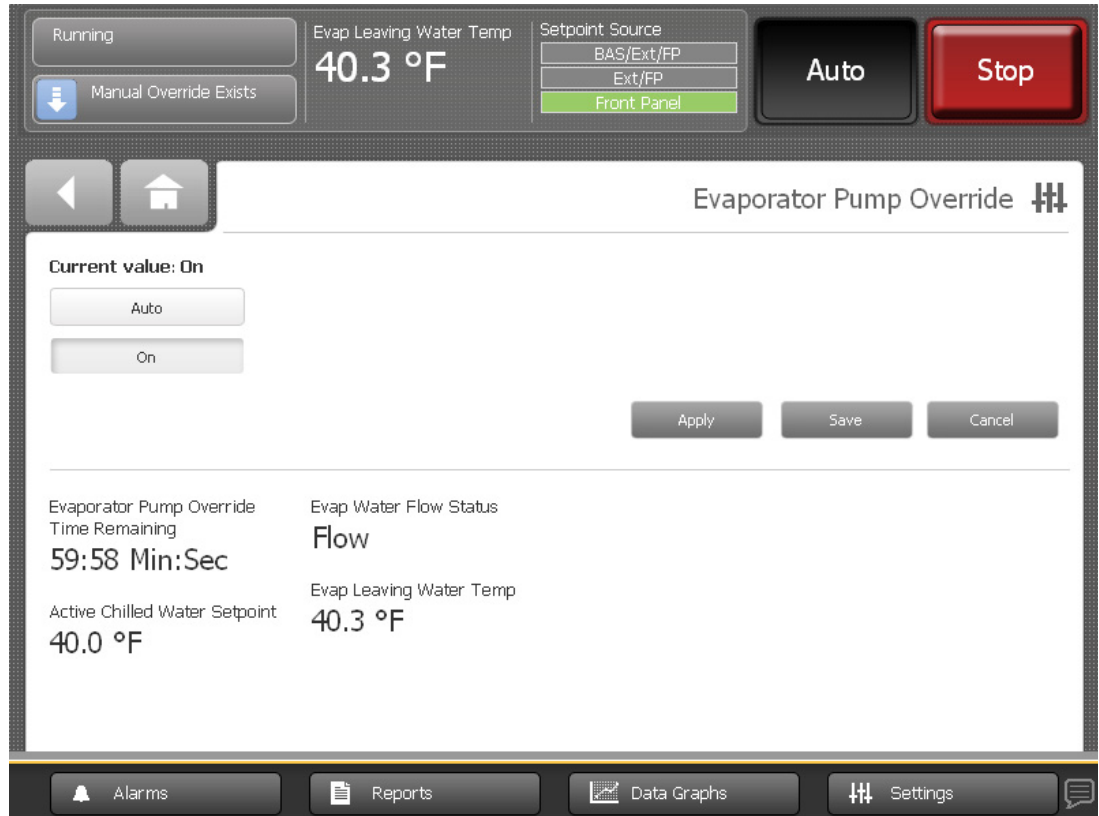 Running
Manual Override Exists
Evap Leaving Water Temp
40.3 °F
Setpoint Source
BAS/Ext/FP
Ext/FP
Front Panel
Auto
Stop
Evaporator Pump Override
Current value: On
Auto
On
Apply
Save
Cancel
Evaporator Pump Override
Time Remaining
59:58 Min:Sec
Active Chilled Water Setpoint
40.0 °F
Evap Water Flow Status
Flow
Evap Leaving Water Temp
40.3 °F
Alarms
Reports
Data Graphs
Settings